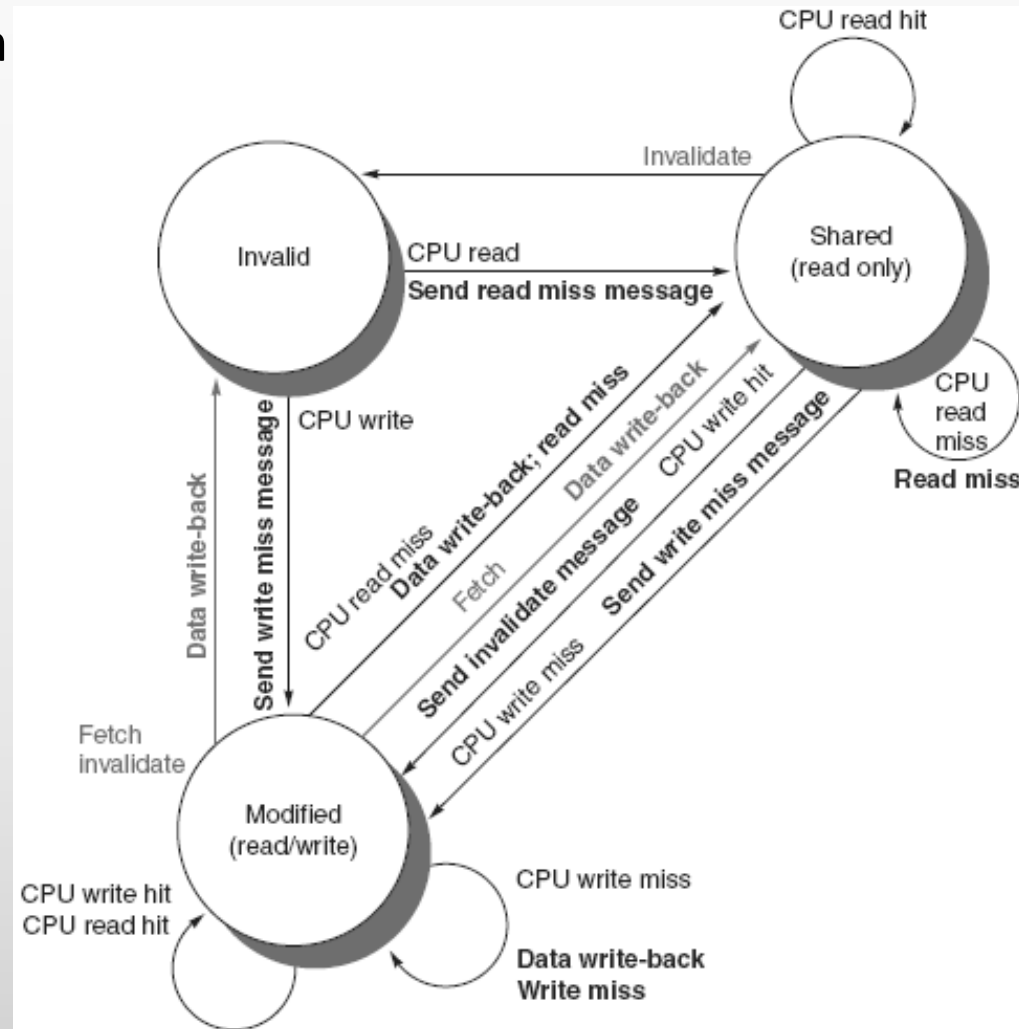 CPU read hit
Invalidate
Invalid
Shared
(read only)
CPU read
Send read miss message
CPU
read
miss
Read miss
CPU write
Send write miss message
Data write-back
Fetch
invalidate
CPU read miss
Data write-back; read miss
Fetch
Data write-back
Send invalidate message
CPU write hit
CPU write miss
Send write miss message
Modified
(read/write)
CPU write hit
CPU read hit
CPU write miss
Data write-back
Write miss